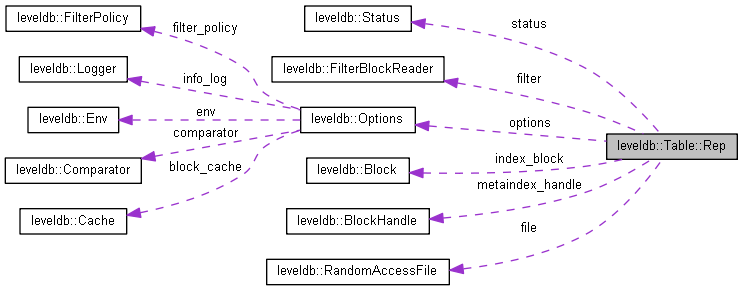 leveldb::FilterPolicy
filter_policy
leveldb::Status
status
leveldb::Logger
info_log
leveldb::FilterBlockReader
filter
leveldb::Env
env
leveldb::Options
options
comparator
leveldb::Table::Rep
leveldb::Comparator
block_cache
leveldb::Block
index_block
metaindex_handle
leveldb::Cache
leveldb::BlockHandle
file
leveldb::RandomAccessFile